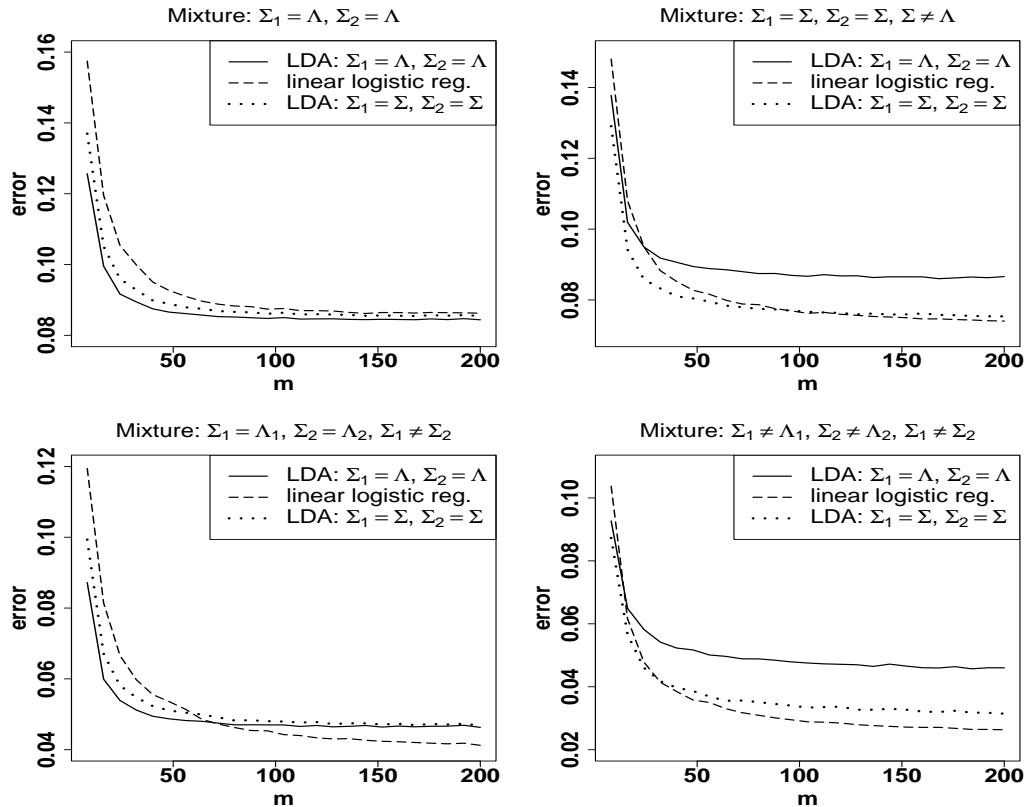 Mixture: Σ₁ = Λ, Σ₂ = Λ
LDA: Σ₁ = Λ, Σ₂ = Λ
linear logistic reg.
LDA: Σ₁ = Σ, Σ₂ = Σ
error
0.16
0.14
0.12
0.10
0.08
50 100 150 200
m
Mixture: Σ₁ = Σ, Σ₂ = Σ, Σ ≠ Λ
LDA: Σ₁ = Λ, Σ₂ = Λ
linear logistic reg.
LDA: Σ₁ = Σ, Σ₂ = Σ
error
0.14
0.12
0.10
0.08
50 100 150 200
m
Mixture: Σ₁ = Λ₁, Σ₂ = Λ₂, Σ₁ ≠ Σ₂
LDA: Σ₁ = Λ, Σ₂ = Λ
linear logistic reg.
LDA: Σ₁ = Σ, Σ₂ = Σ
error
0.12
0.10
0.08
0.06
0.04
50 100 150 200
m
Mixture: Σ₁ ≠ Λ₁, Σ₂ ≠ Λ₂, Σ₁ ≠ Σ₂
LDA: Σ₁ = Λ, Σ₂ = Λ
linear logistic reg.
LDA: Σ₁ = Σ, Σ₂ = Σ
error
0.10
0.08
0.06
0.04
0.02
50 100 150 200
m